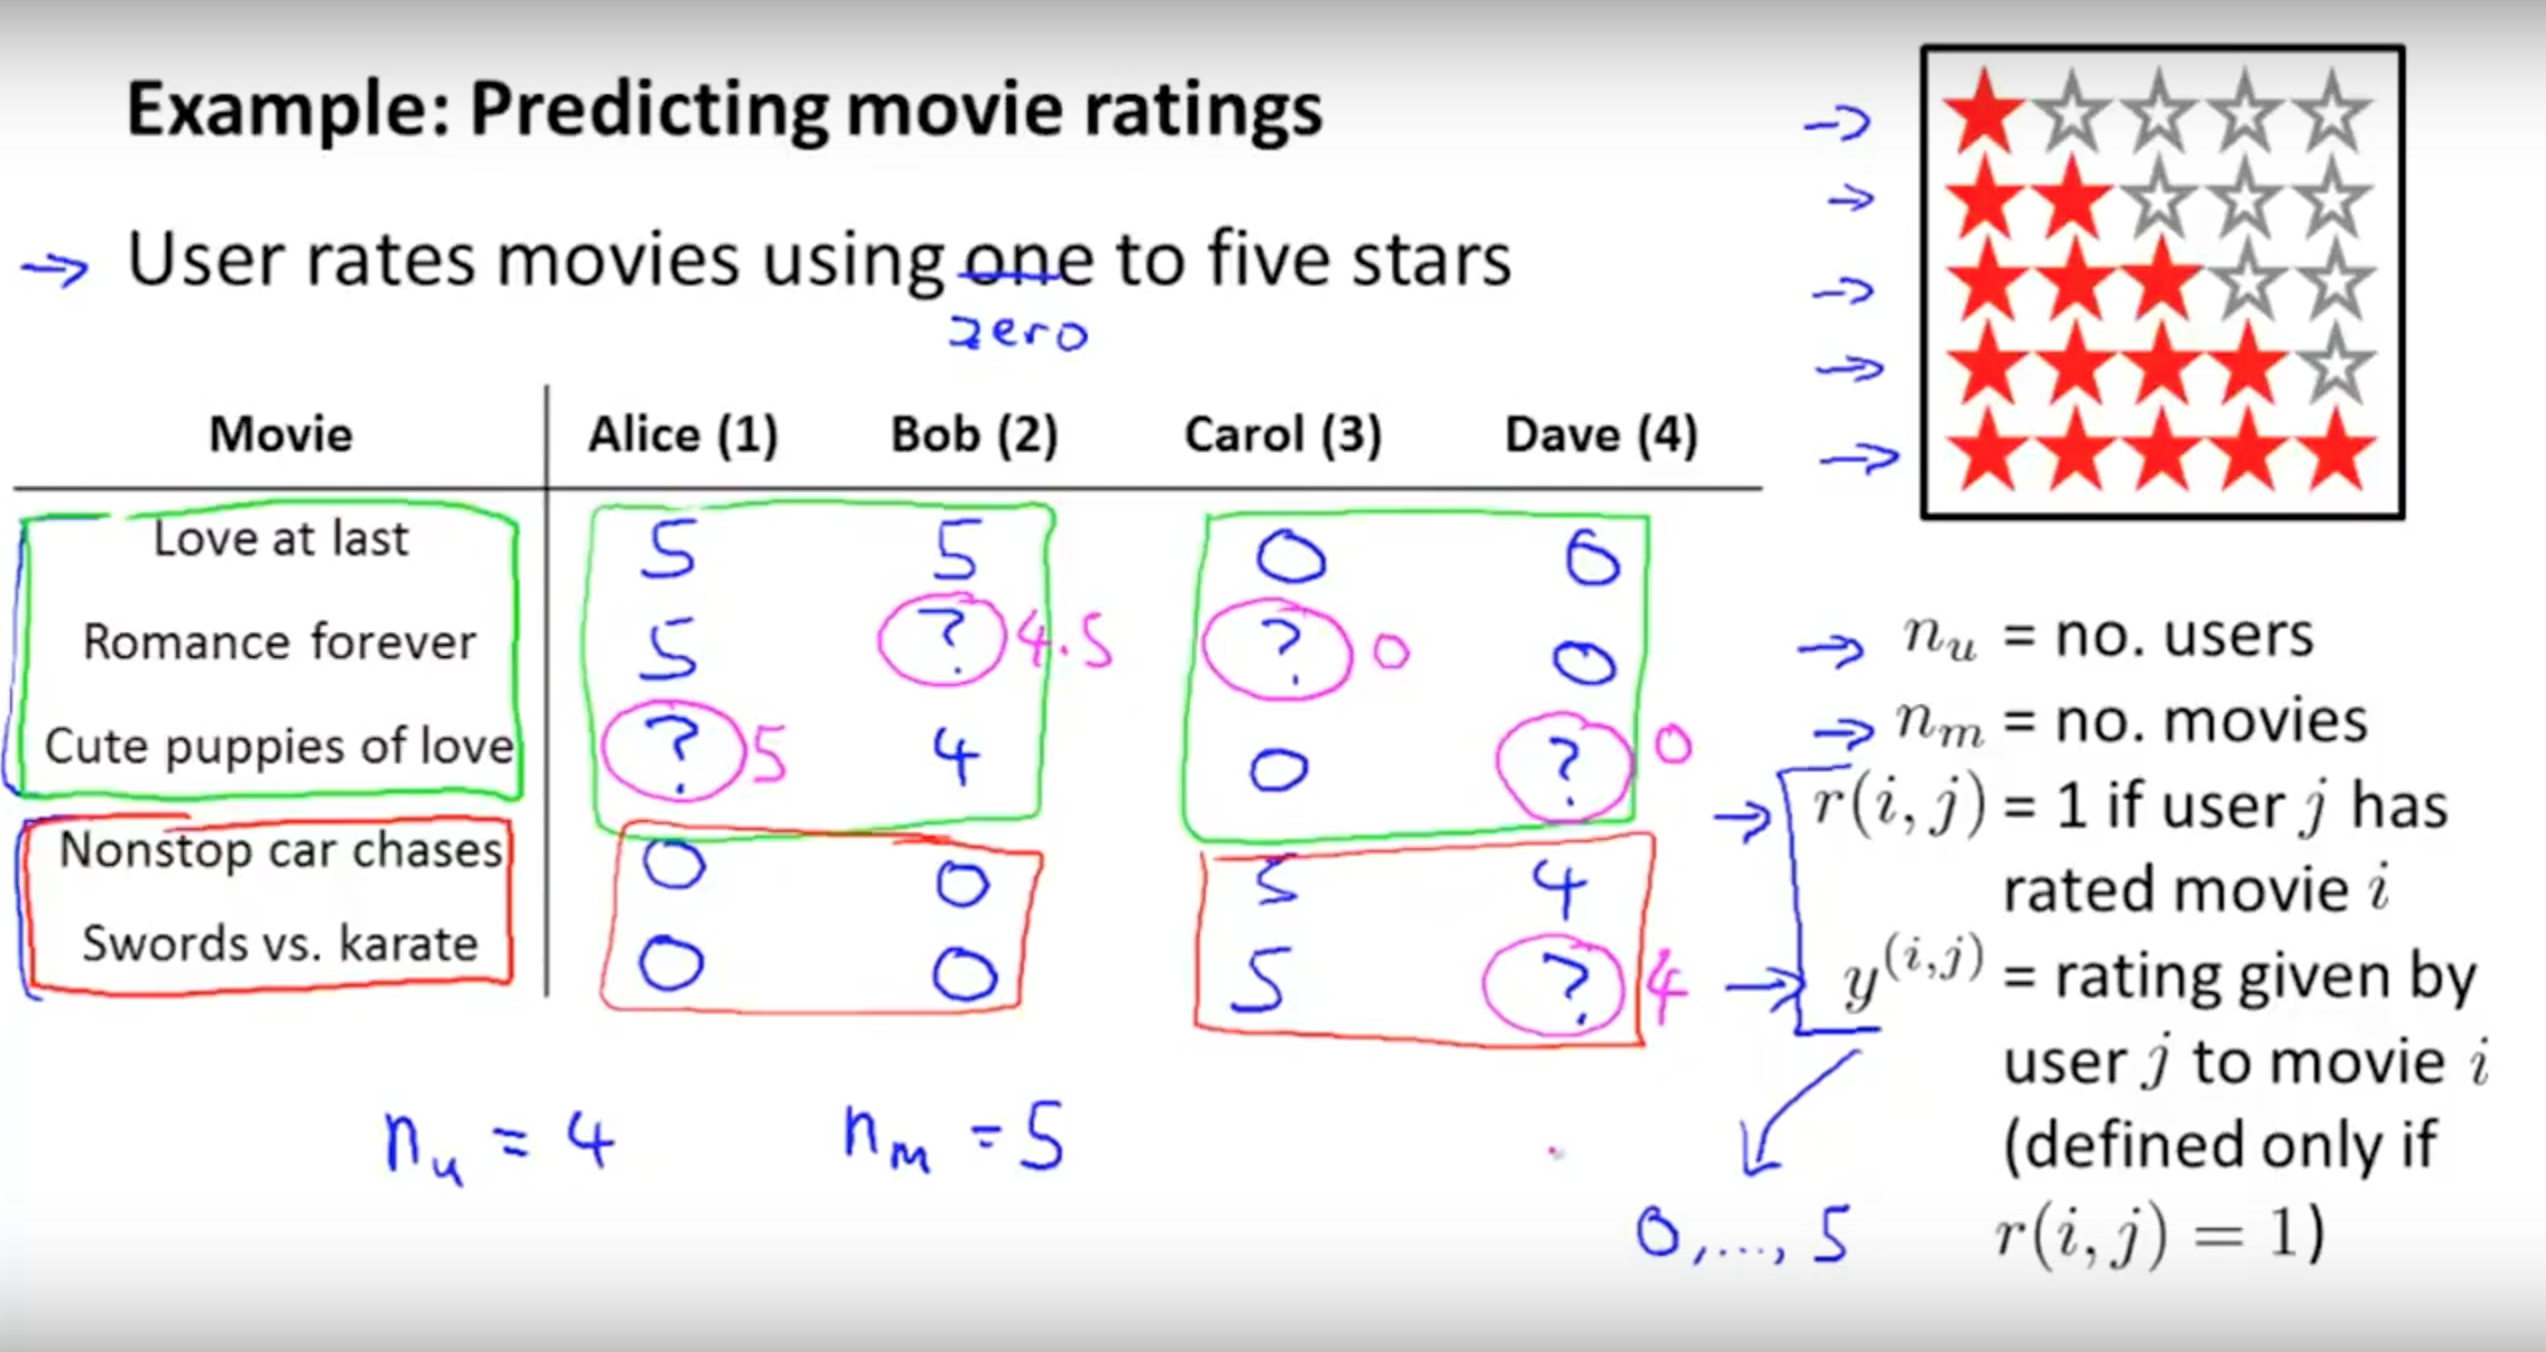 Example: Predicting movie ratings
→ User rates movies using one to five stars
zero
Movie Alice (1) Bob (2) Carol (3) Dave (4)
Love at last 5 5 0 0
Romance forever 5 ? 4.5 ? 0 0
Cute puppies of love ? 5 4 0 ? 0
Nonstop car chases 0 0 5 4
Swords vs. karate 0 0 5 ? 4
n_u = 4 n_m = 5
→ n_u = no. users
→ n_m = no. movies
→ r(i, j) = 1 if user j has
rated movie i
→ y^(i,j) = rating given by
user j to movie i
(defined only if
r(i, j) = 1)
0,...,5